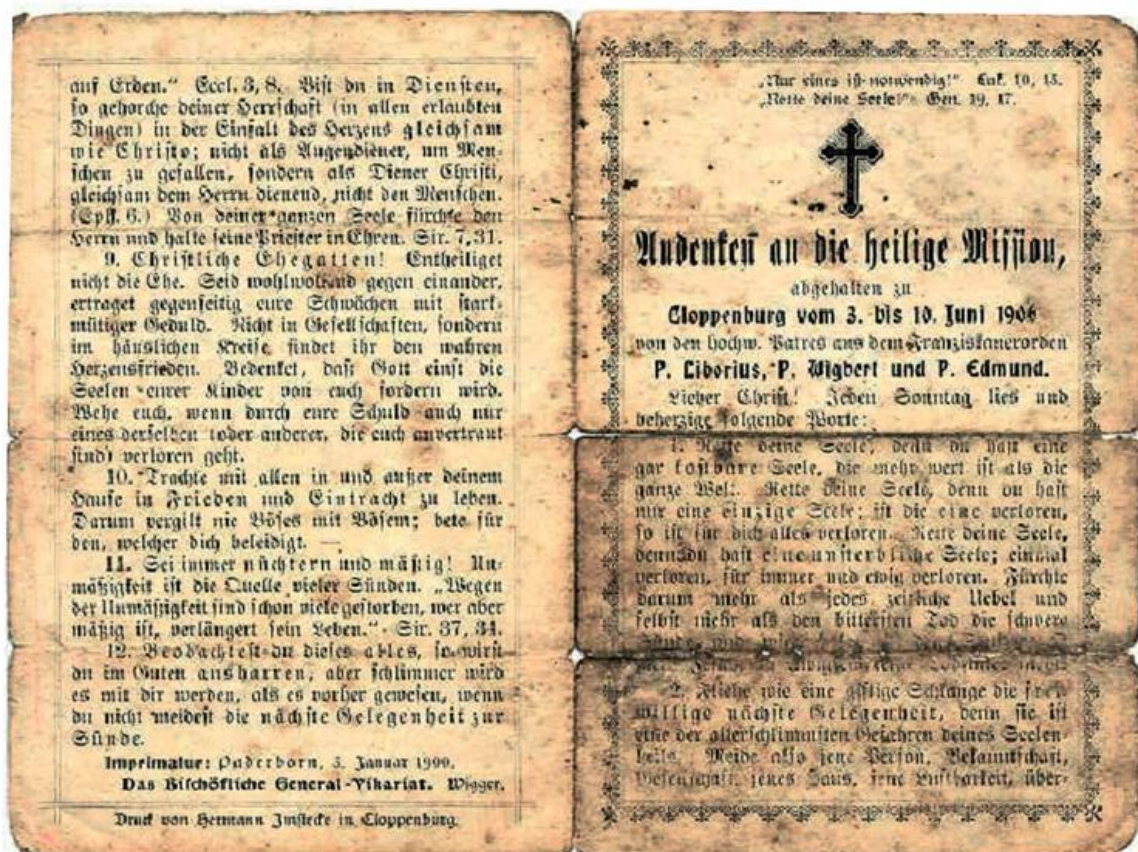 auf Erden." Eccl. 3, 8. Bist du in Diensten,
so gehorche deiner Herrschaft (in allen erlaubten
Dingen) in der Einfalt des Herzens gleichsam
wie Christo; nicht als Augendiener, um Men-
schen zu gefallen, sondern als Diener Christi,
gleichsam dem Herrn dienend, nicht den Menschen.
(Eph. 6.) Von deiner ganzen Seele fürchte den
Herrn und halte seine Priester in Ehren. Sir. 7, 31.
9. Christliche Ehegatten! Entheiliget
nicht die Ehe. Seid wohlwollend gegen einander,
ertraget gegenseitig eure Schwächen mit stark-
mütiger Geduld. Nicht in Gesellschaften, sondern
im häuslichen Kreise findet ihr den wahren
Herzensfrieden. Bedenket, daß Gott einst die
Seelen eurer Kinder von euch fordern wird.
Wehe euch, wenn durch eure Schuld auch nur
eines derselben (oder anderer, die euch anvertraut
sind) verloren geht.
10. Trachte mit allen in und außer deinem
Hause in Frieden und Eintracht zu leben.
Darum vergilt nie Böses mit Bösem; bete für
den, welcher dich beleidigt. —
11. Sei immer nüchtern und mäßig! Un-
mäßigkeit ist die Quelle vieler Sünden. „Wegen
der Unmäßigkeit sind schon viele gestorben, wer aber
mäßig ist, verlängert sein Leben." Sir. 37, 34.
12. Beobachtest du dieses alles, so wirst
du im Guten ausharren, aber schlimmer wird
es mit dir werden, als es vorher gewesen, wenn
du nicht meidest die nächste Gelegenheit zur
Sünde.
Imprimatur: Paderborn, 5. Januar 1900.
Das Bischöfliche General-Vikariat. Wigger.
Druck von Hermann Imsiecke in Cloppenburg.
„Nur eines ist notwendig!" Luk. 10, 15.
„Rette deine Seele!" Gen. 19, 17.
Andenken an die heilige Mission,
abgehalten zu
Cloppenburg vom 3. bis 10. Juni 1906
von den hochw. Patres aus dem Franziskanerorden
P. Liborius, P. Wigbert und P. Edmund.
Lieber Christ! Jeden Sonntag lies und
beherzige folgende Worte:
1. Rette deine Seele, denn du hast eine
gar kostbare Seele, die mehr wert ist als die
ganze Welt. Rette deine Seele, denn du hast
nur eine einzige Seele; ist die eine verloren,
so ist für dich alles verloren. Rette deine Seele,
denn du hast eine unsterbliche Seele; einmal
verloren, für immer und ewig verloren. Fürchte
darum mehr als jedes zeitliche Uebel und
selbst mehr als den bittersten Tod die schwere
2. Fliehe wie eine giftige Schlange die frei-
willige nächste Gelegenheit, denn sie ist
eine der allerschlimmsten Gefahren deines Seelen-
heils. Meide also jene Person, Bekanntschaft,
jenes Haus, jene Lustbarkeit, über-